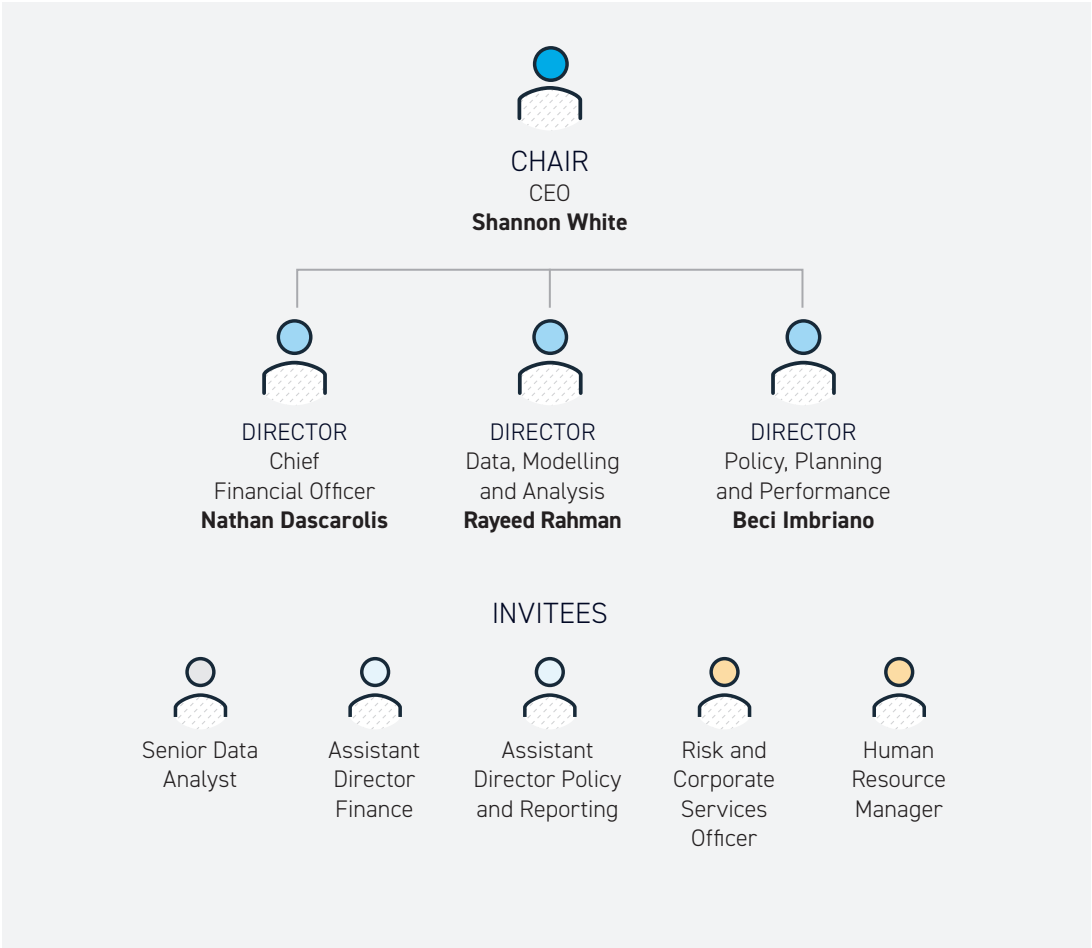 CHAIR
CEO
Shannon White
DIRECTOR
Chief
Financial Officer
Nathan Dascarolis
DIRECTOR
Data, Modelling
and Analysis
Rayeed Rahman
DIRECTOR
Policy, Planning
and Performance
Beci Imbriano
INVITEES
Senior Data
Analyst
Assistant
Director
Finance
Assistant
Director Policy
and Reporting
Risk and
Corporate
Services
Officer
Human
Resource
Manager